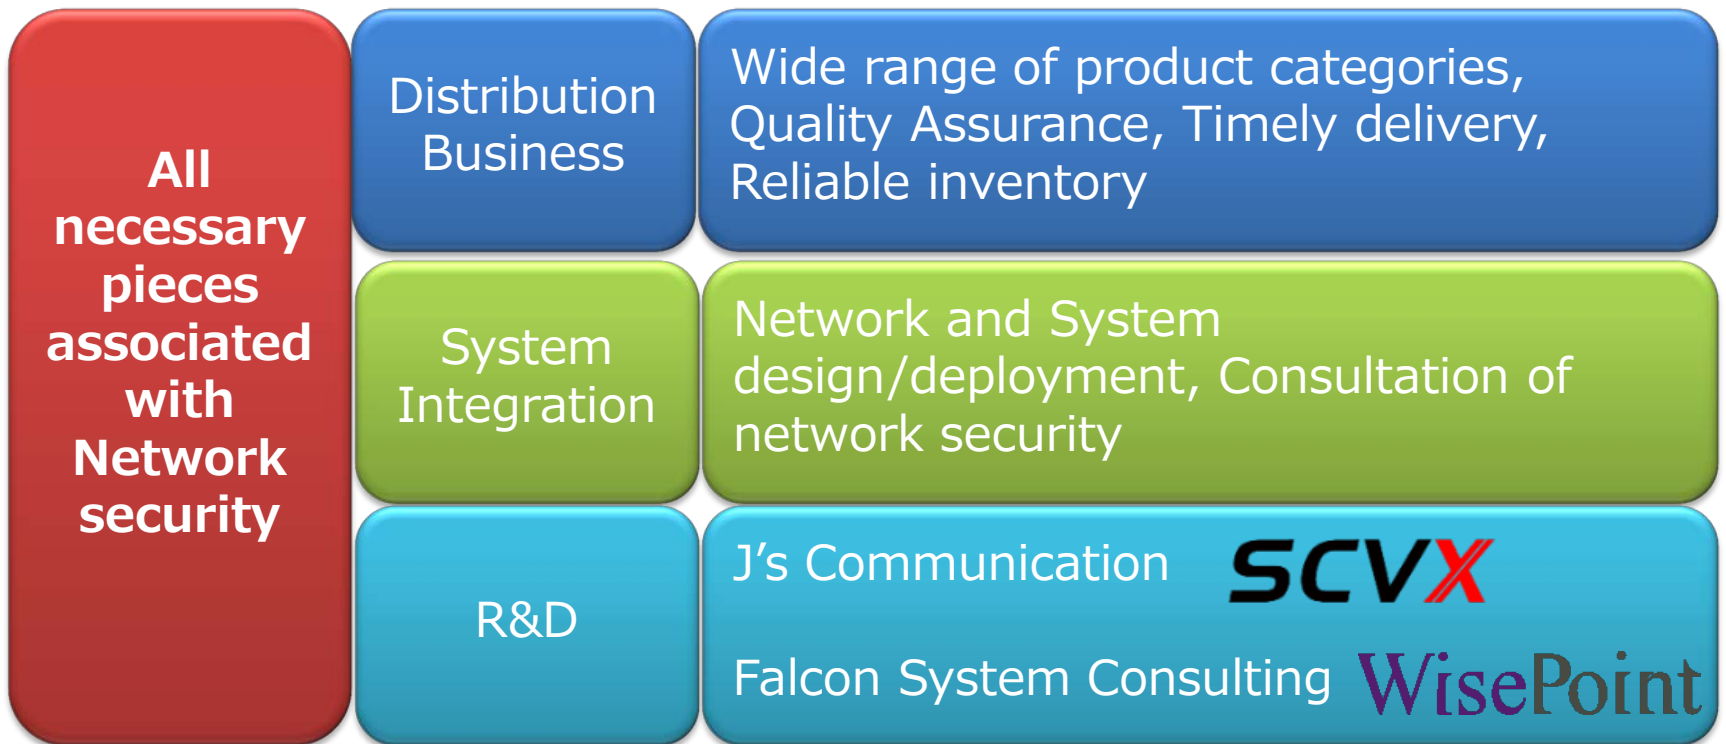 All
necessary
pieces
associated
with
Network
security
Distribution
Business
Wide range of product categories,
Quality Assurance, Timely delivery,
Reliable inventory
System
Integration
Network and System
design/deployment, Consultation of
network security
R&D
J’s Communication SCVX
Falcon System Consulting WisePoint